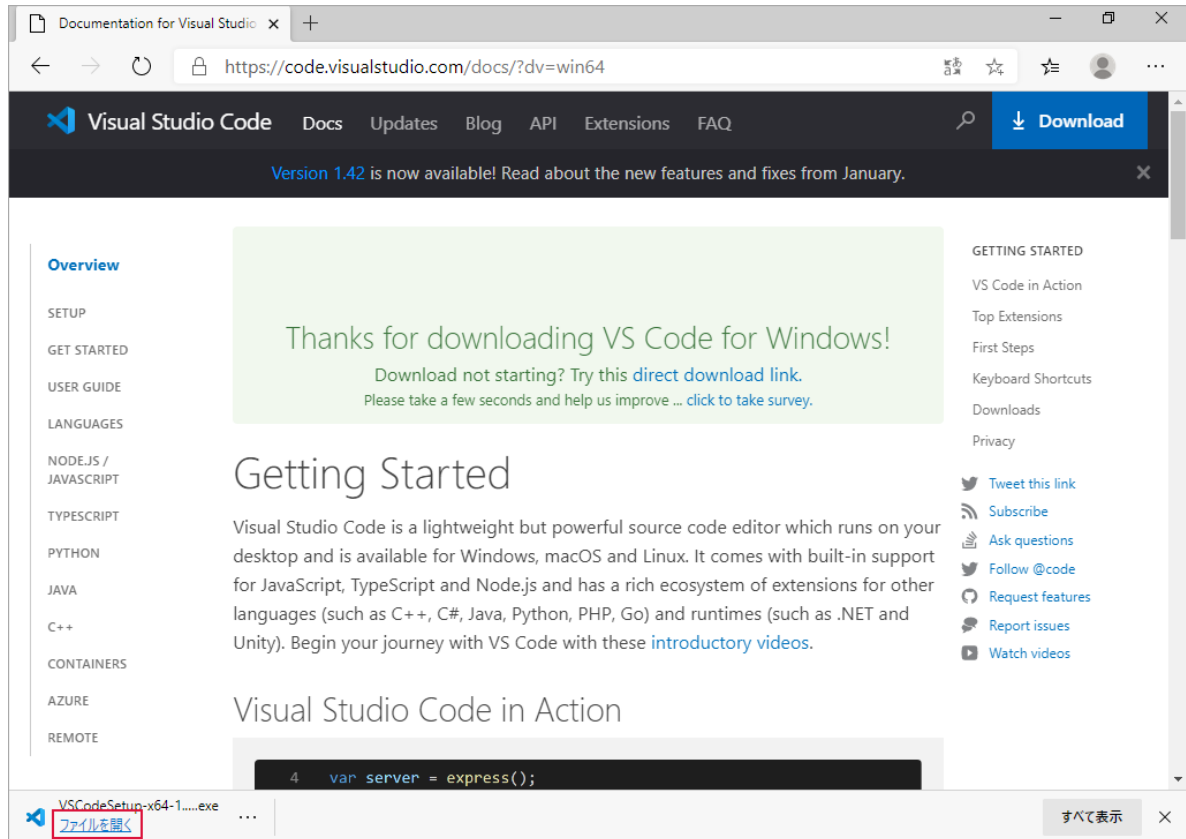 Documentation for Visual Studio
https://code.visualstudio.com/docs/?dv=win64
Visual Studio Code Docs Updates Blog API Extensions FAQ Download
Version 1.42 is now available! Read about the new features and fixes from January.
Overview
SETUP
GET STARTED
USER GUIDE
LANGUAGES
NODE.JS /
JAVASCRIPT
TYPESCRIPT
PYTHON
JAVA
C++
CONTAINERS
AZURE
REMOTE
Thanks for downloading VS Code for Windows!
Download not starting? Try this direct download link.
Please take a few seconds and help us improve ... click to take survey.
Getting Started
Visual Studio Code is a lightweight but powerful source code editor which runs on your
desktop and is available for Windows, macOS and Linux. It comes with built-in support
for JavaScript, TypeScript and Node.js and has a rich ecosystem of extensions for other
languages (such as C++, C#, Java, Python, PHP, Go) and runtimes (such as .NET and
Unity). Begin your journey with VS Code with these introductory videos.
Visual Studio Code in Action
4 var server = express();
GETTING STARTED
VS Code in Action
Top Extensions
First Steps
Keyboard Shortcuts
Downloads
Privacy
Tweet this link
Subscribe
Ask questions
Follow @code
Request features
Report issues
Watch videos
VSCodeSetup-x64-1.....exe
ファイルを開く
すべて表示